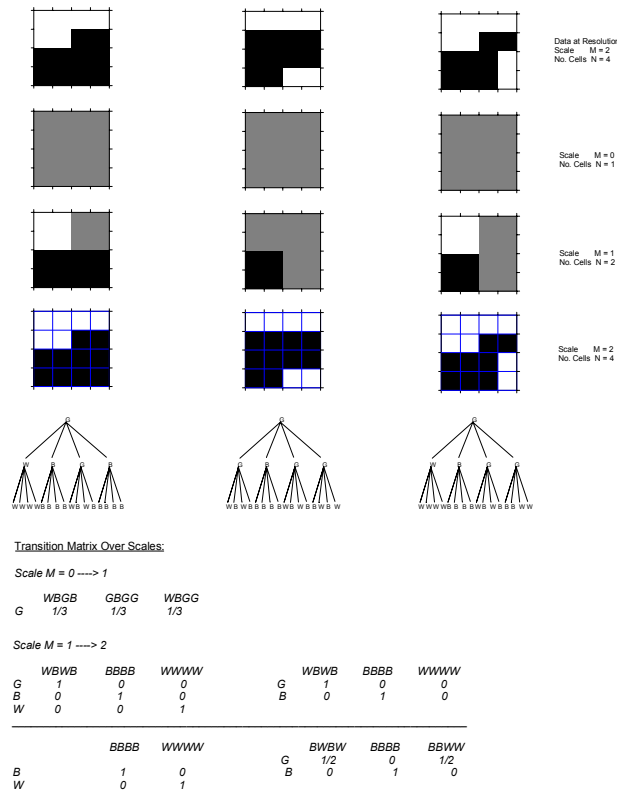 Data at Resolution
Scale M = 2
No. Cells N = 4
Scale M = 0
No. Cells N = 1
Scale M = 1
No. Cells N = 2
Scale M = 2
No. Cells N = 4
G G G
W B G B G B G G W B G G
W W W W B B B B W B W B B B B B W B W B B B B B W B W B W B B W W W W W B B B B W B W B B B W W
Transition Matrix Over Scales:
Scale M = 0 ----> 1
WBGB GBGG WBGG
G 1/3 1/3 1/3
Scale M = 1 ----> 2
WBWB BBBB WWWW WBWB BBBB WWWW
G 1 0 0 G 1 0 0
B 0 1 0 B 0 1 0
W 0 0 1
BBBB WWWW BWBW BBBB BBWW
G 1/2 0 1/2
B 1 0 B 0 1 0
W 0 1